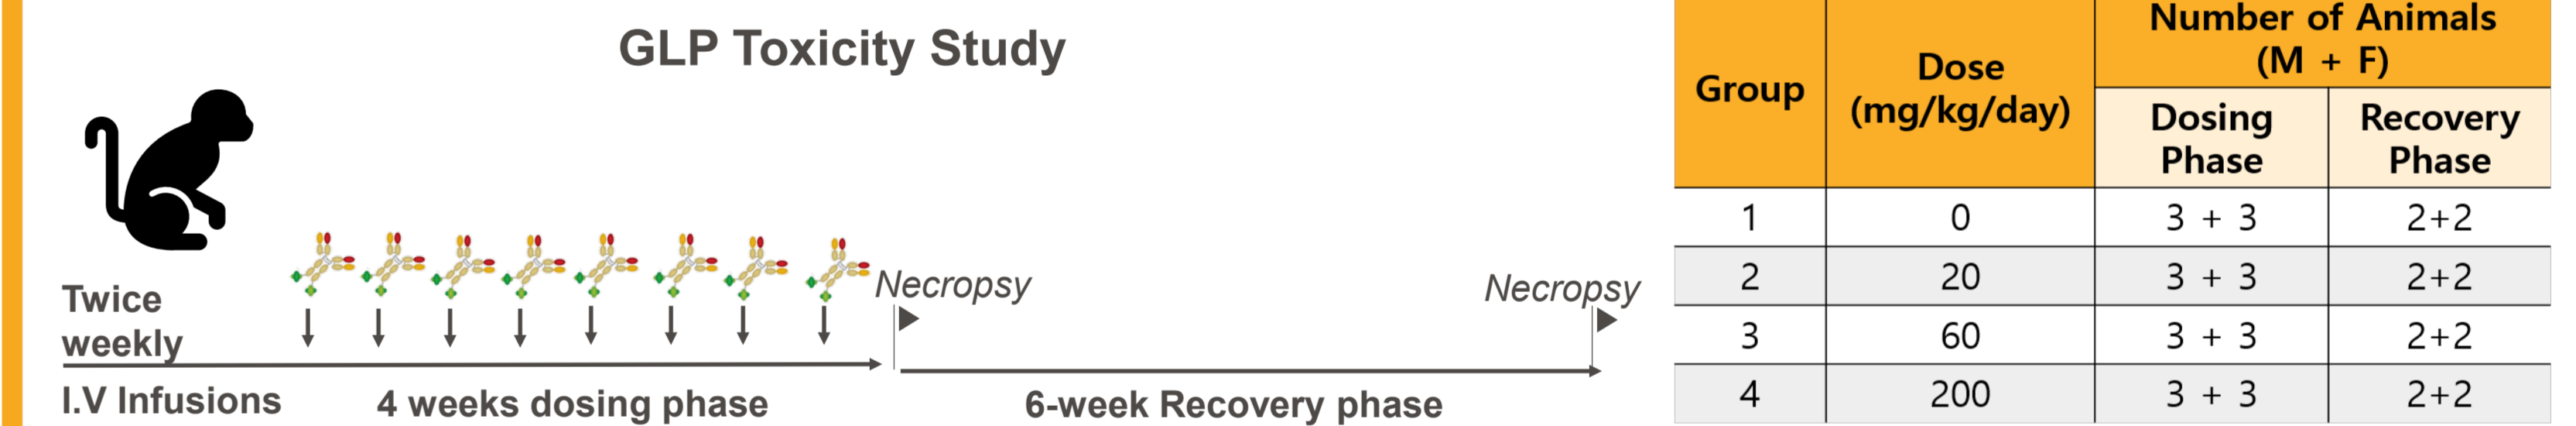 GLP Toxicity Study
Twice
weekly
I.V Infusions
Necropsy
Necropsy
4 weeks dosing phase
6-week Recovery phase
Group
Dose
(mg/kg/day)
Number of Animals
(M + F)
Dosing
Phase
Recovery
Phase
1 0 3 + 3 2+2
2 20 3 + 3 2+2
3 60 3 + 3 2+2
4 200 3 + 3 2+2